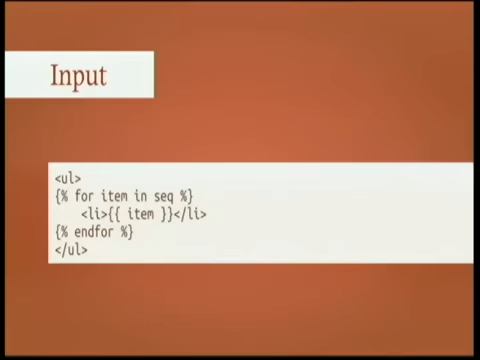 Input
<ul>
{% for item in seq %}
    <li>{{ item }}</li>
{% endfor %}
</ul>